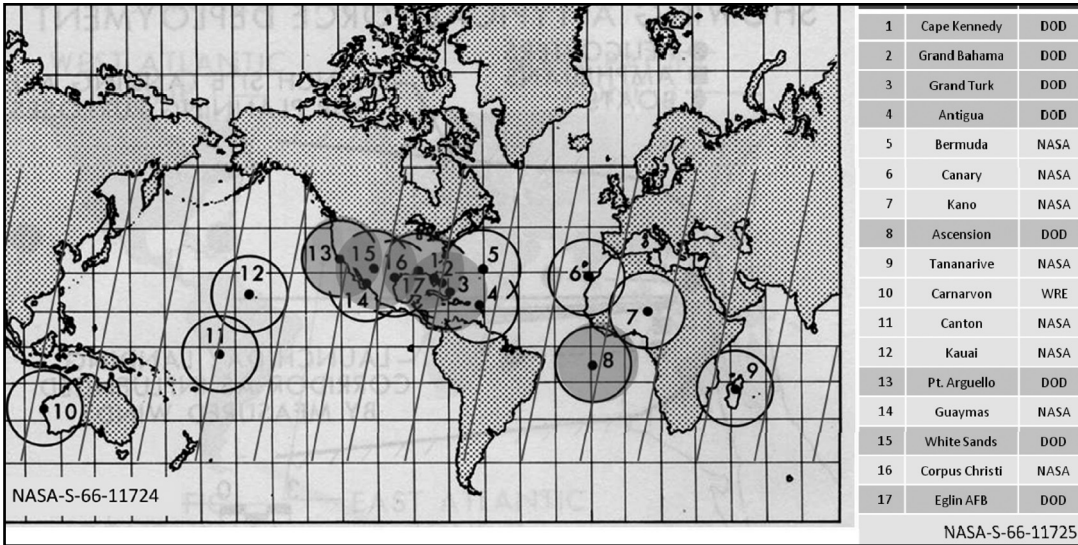 WEST ATLANTIC
13
15
16
1
2
5
12
14
17
3
4
6
7
11
8
9
10
EAST ATLANTIC
NASA-S-66-11724
1 Cape Kennedy DOD
2 Grand Bahama DOD
3 Grand Turk DOD
4 Antigua DOD
5 Bermuda NASA
6 Canary NASA
7 Kano NASA
8 Ascension DOD
9 Tananarive NASA
10 Carnarvon WRE
11 Canton NASA
12 Kauai NASA
13 Pt. Arguello DOD
14 Guaymas NASA
15 White Sands DOD
16 Corpus Christi NASA
17 Eglin AFB DOD
NASA-S-66-11725